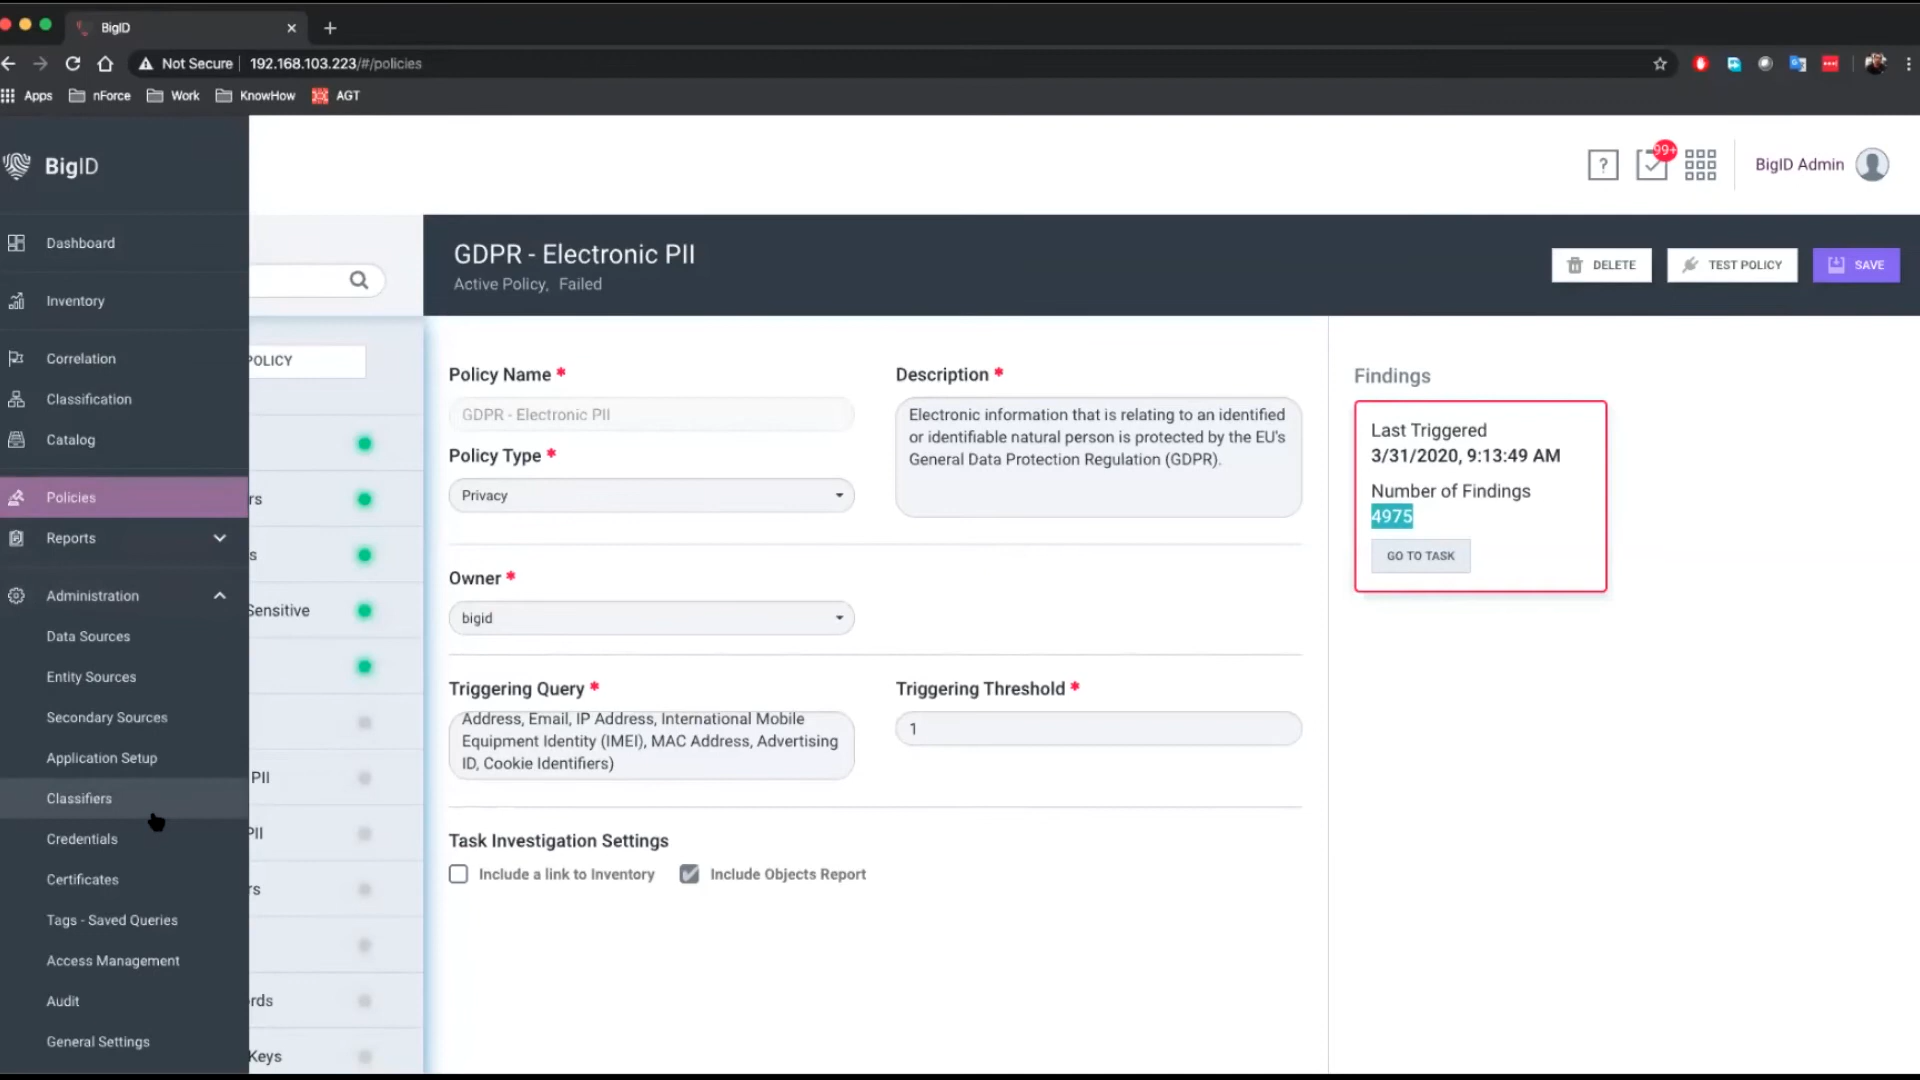 BigID
Not Secure
192.168.103.223/#/policies
Apps
nForce
Work
KnowHow
AGT
BigID
?
99+
BigID Admin
Dashboard
Inventory
Correlation
Classification
Catalog
Policies
Reports
Administration
Data Sources
Entity Sources
Secondary Sources
Application Setup
Classifiers
Credentials
Certificates
Tags - Saved Queries
Access Management
Audit
General Settings
POLICY
rs
s
Sensitive
PII
PII
rs
rds
Keys
GDPR - Electronic PII
Active Policy, Failed
DELETE
TEST POLICY
SAVE
Policy Name *
GDPR - Electronic PII
Policy Type *
Privacy
Description *
Electronic information that is relating to an identified
or identifiable natural person is protected by the EU's
General Data Protection Regulation (GDPR).
Owner *
bigid
Triggering Query *
Address, Email, IP Address, International Mobile
Equipment Identity (IMEI), MAC Address, Advertising
ID, Cookie Identifiers)
Triggering Threshold *
1
Task Investigation Settings
Include a link to Inventory
Include Objects Report
Findings
Last Triggered
3/31/2020, 9:13:49 AM
Number of Findings
4975
GO TO TASK